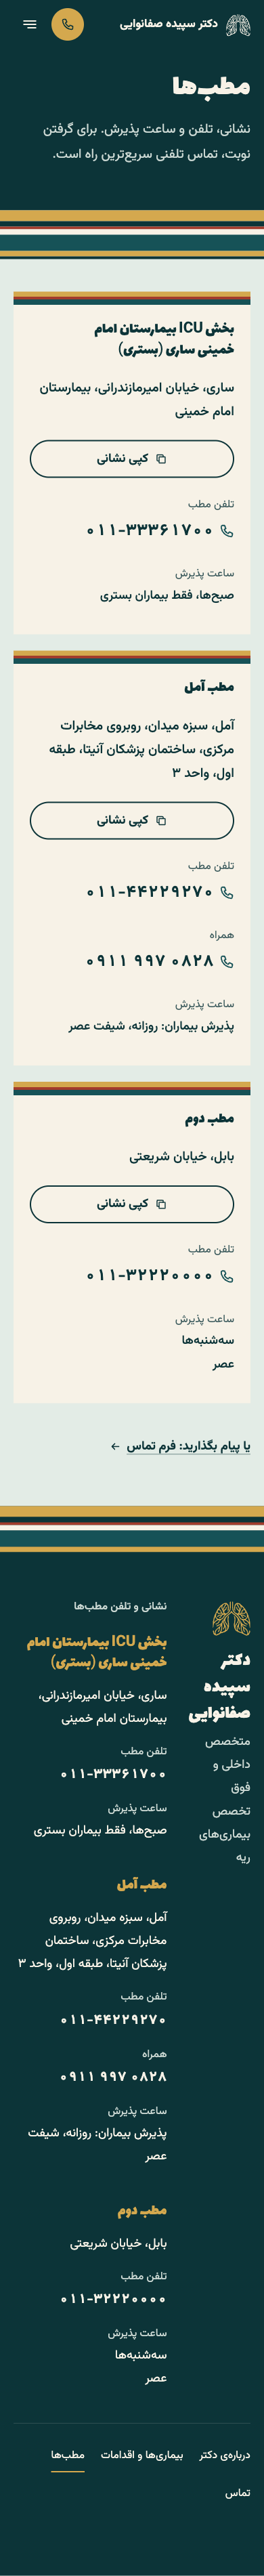 دکتر سپیده صفانوایی
مطب‌ها
نشانی، تلفن و ساعت پذیرش. برای گرفتن
نوبت، تماس تلفنی سریع‌ترین راه است.
بخش ICU بیمارستان امام
خمینی ساری (بستری)
ساری، خیابان امیرمازندرانی، بیمارستان
امام خمینی
کپی نشانی
تلفن مطب
۰۱۱-۳۳۳۶۱۷۰۰
ساعت پذیرش
صبح‌ها، فقط بیماران بستری
مطب آمل
آمل، سبزه میدان، روبروی مخابرات
مرکزی، ساختمان پزشکان آنیتا، طبقه
اول، واحد ۳
کپی نشانی
تلفن مطب
۰۱۱-۴۴۲۲۹۲۷۰
همراه
۰۹۱۱ ۹۹۷ ۰۸۲۸
ساعت پذیرش
پذیرش بیماران: روزانه، شیفت عصر
مطب دوم
بابل، خیابان شریعتی
کپی نشانی
تلفن مطب
۰۱۱-۳۲۲۲۰۰۰۰
ساعت پذیرش
سه‌شنبه‌ها
عصر
یا پیام بگذارید: فرم تماس
دکتر
سپیده
صفانوایی
متخصص
داخلی و
فوق
تخصص
بیماری‌های
ریه
نشانی و تلفن مطب‌ها
بخش ICU بیمارستان امام
خمینی ساری (بستری)
ساری، خیابان امیرمازندرانی،
بیمارستان امام خمینی
تلفن مطب
۰۱۱-۳۳۳۶۱۷۰۰
ساعت پذیرش
صبح‌ها، فقط بیماران بستری
مطب آمل
آمل، سبزه میدان، روبروی
مخابرات مرکزی، ساختمان
پزشکان آنیتا، طبقه اول، واحد ۳
تلفن مطب
۰۱۱-۴۴۲۲۹۲۷۰
همراه
۰۹۱۱ ۹۹۷ ۰۸۲۸
ساعت پذیرش
پذیرش بیماران: روزانه، شیفت
عصر
مطب دوم
بابل، خیابان شریعتی
تلفن مطب
۰۱۱-۳۲۲۲۰۰۰۰
ساعت پذیرش
سه‌شنبه‌ها
عصر
درباره‌ی دکتر بیماری‌ها و اقدامات مطب‌ها
تماس